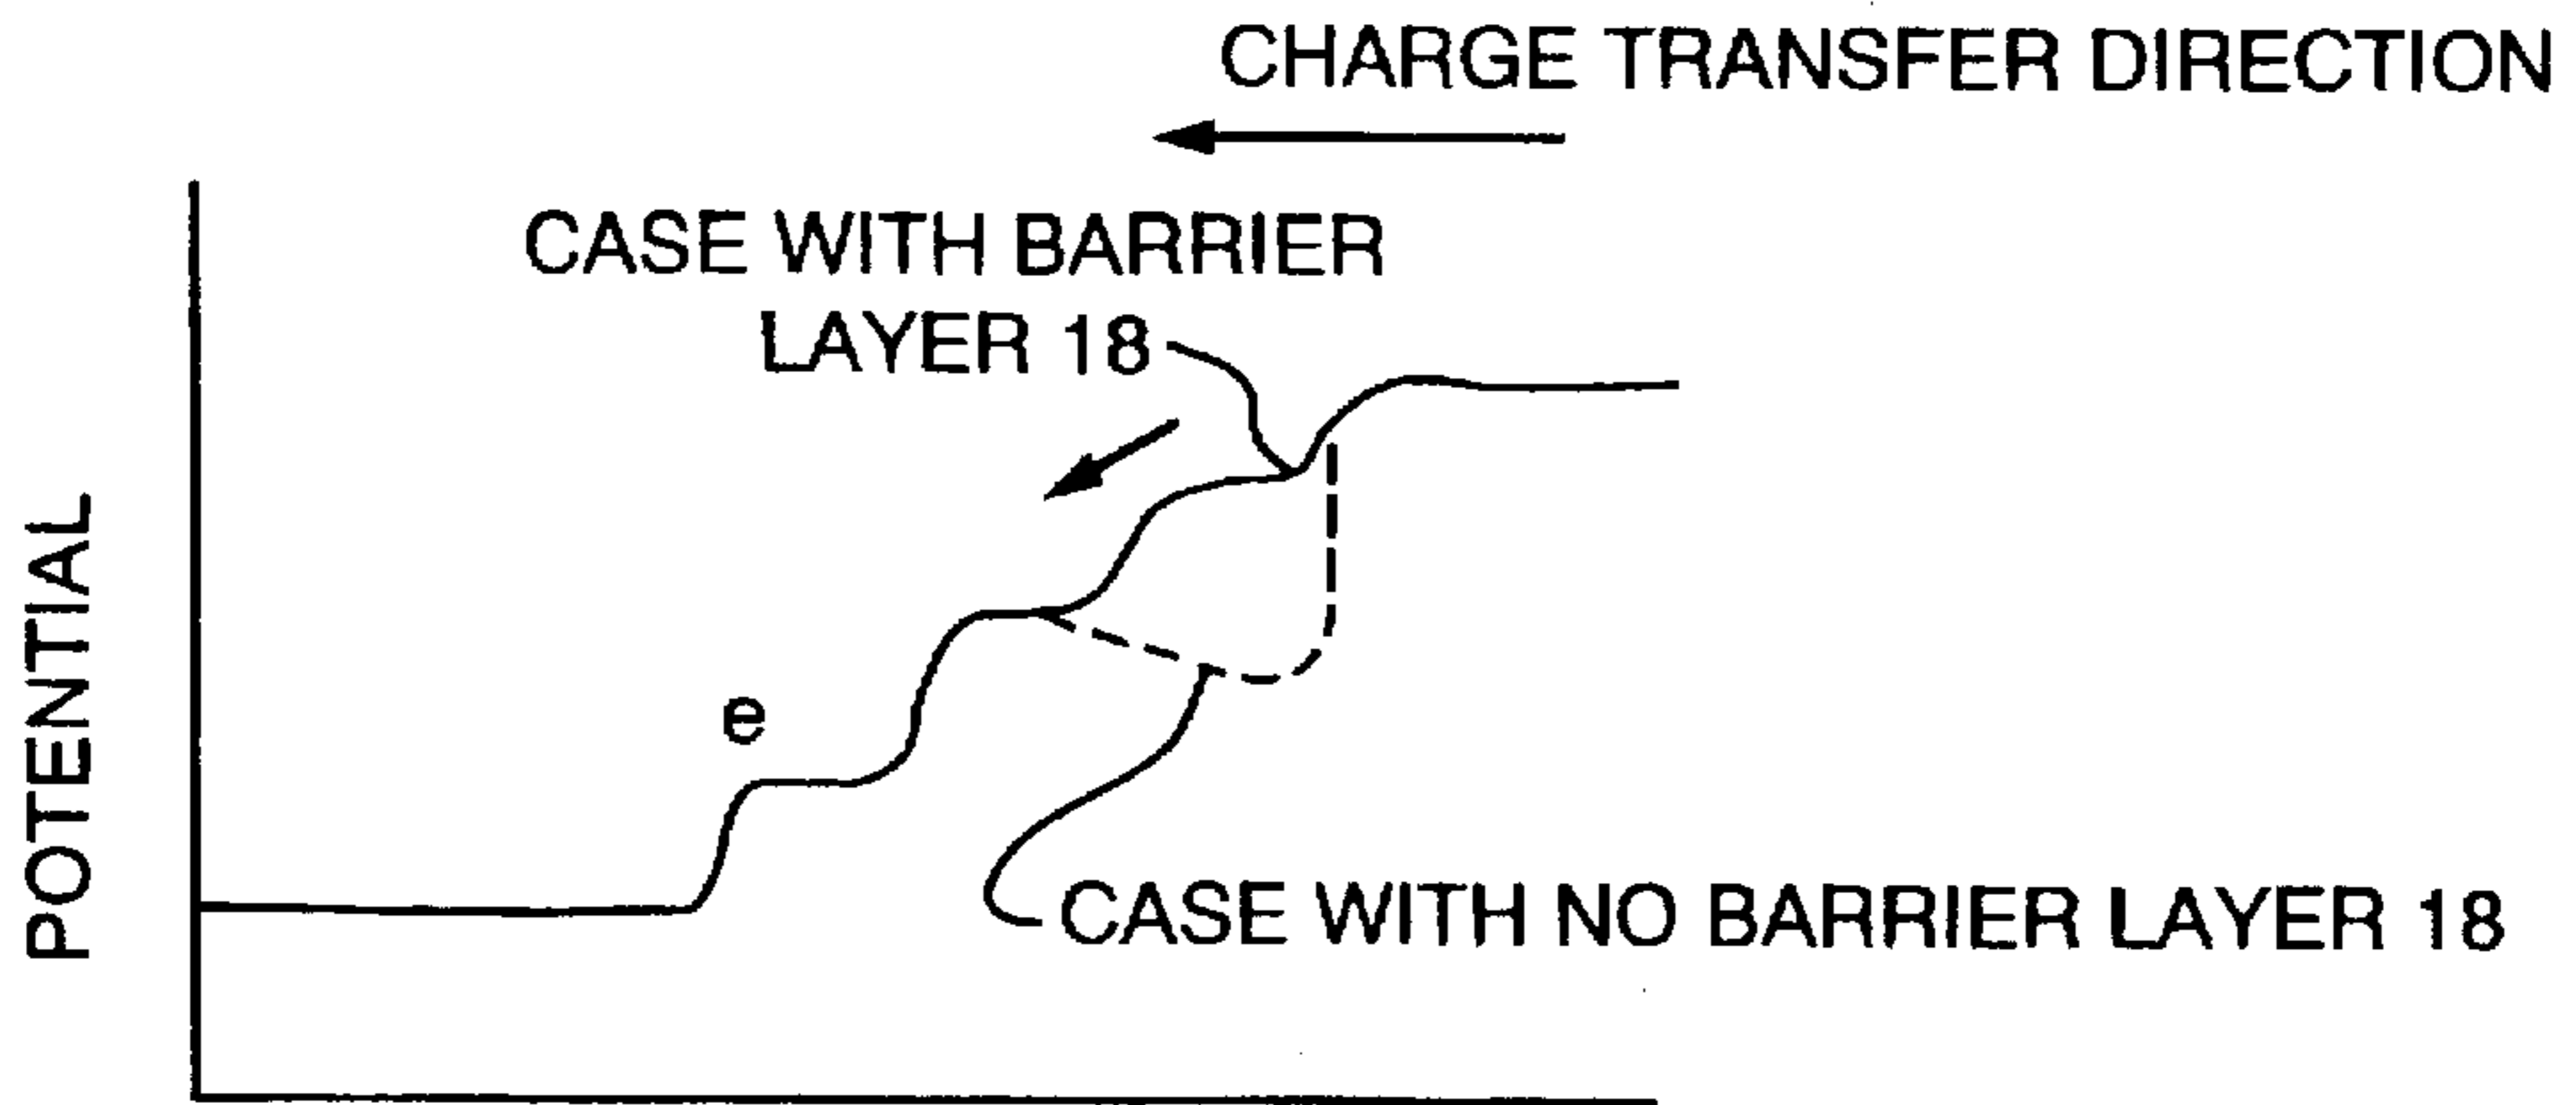 CHARGE TRANSFER DIRECTION
CASE WITH BARRIER
LAYER 18
POTENTIAL
e
CASE WITH NO BARRIER LAYER 18